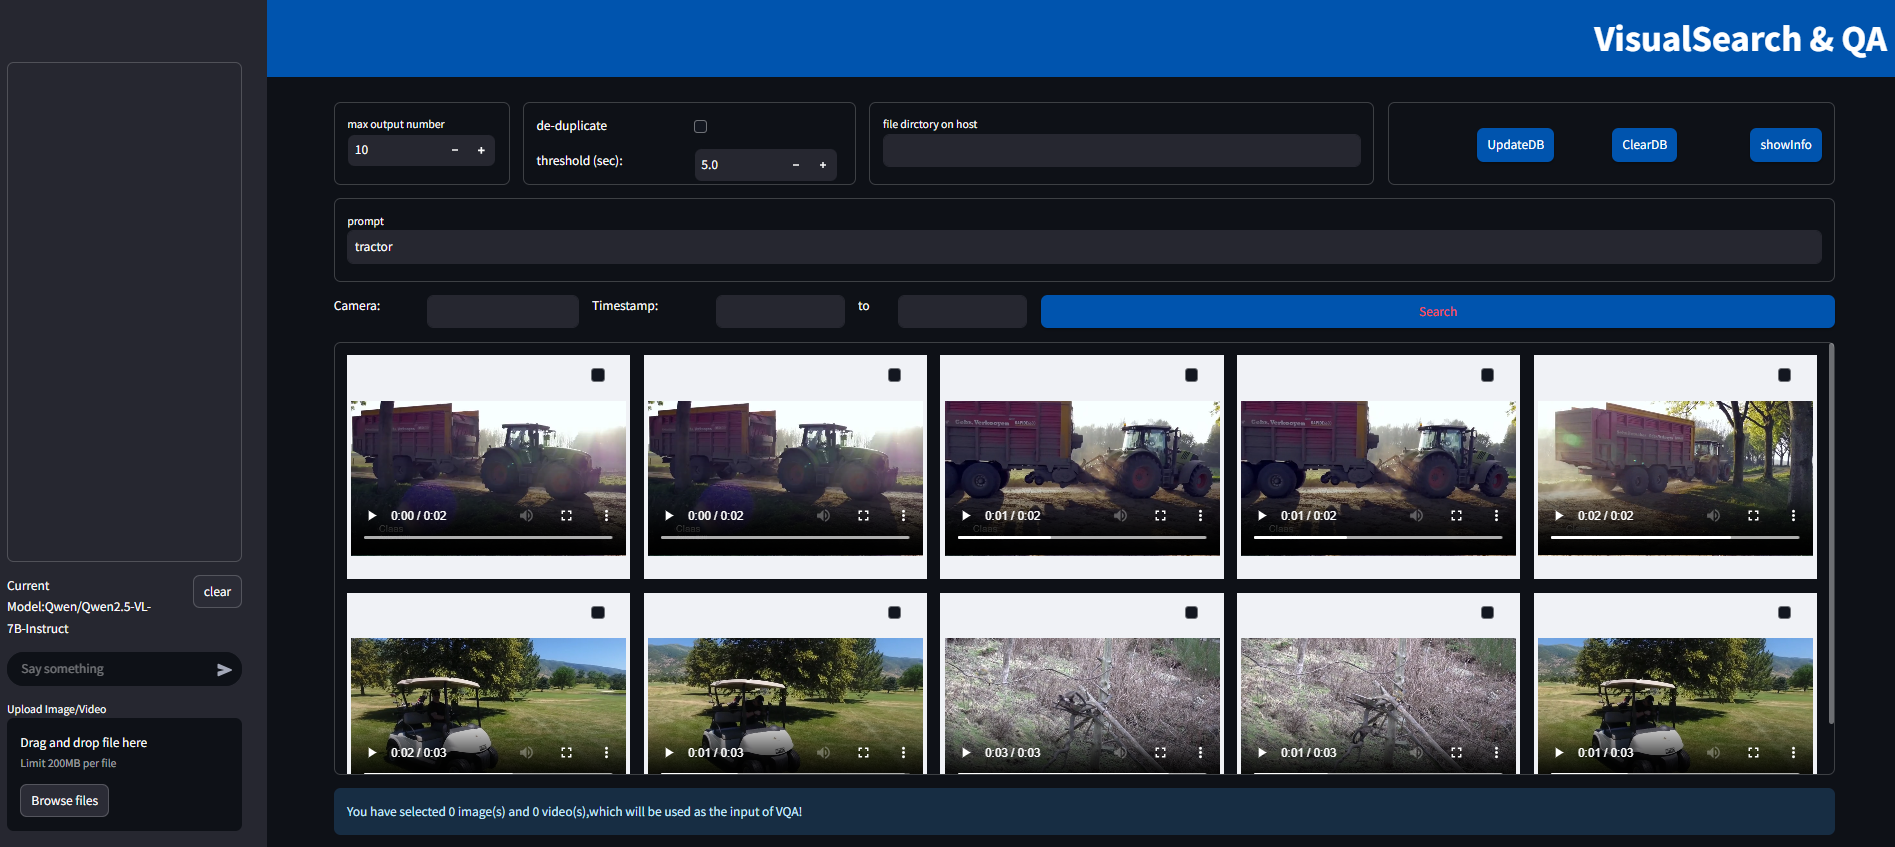 VisualSearch & QA
max output number
10
de-duplicate
threshold (sec):
5.0
file dirctory on host
UpdateDB
ClearDB
showInfo
prompt
tractor
Camera:
Timestamp:
to
Search
0:00 / 0:02
Claas
0:00 / 0:02
Claas
0:01 / 0:02
Claas
0:01 / 0:02
Claas
0:02 / 0:02
0:02 / 0:03
0:01 / 0:03
0:03 / 0:03
0:01 / 0:03
0:01 / 0:03
You have selected 0 image(s) and 0 video(s),which will be used as the input of VQA!
Current
Model:Qwen/Qwen2.5-VL-
7B-Instruct
clear
Say something
Upload Image/Video
Drag and drop file here
Limit 200MB per file
Browse files